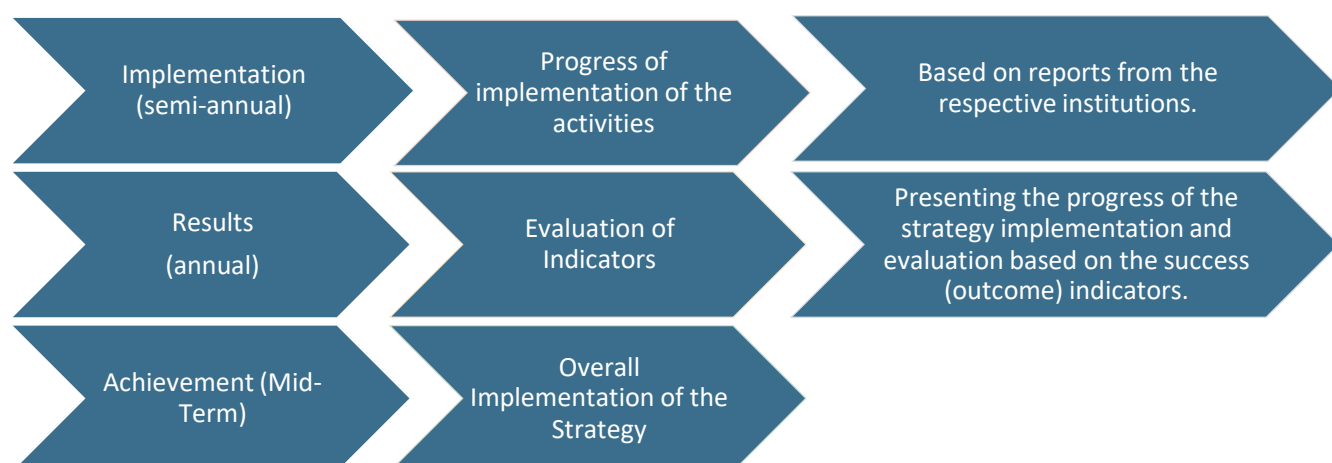 Implementation
(semi-annual)
Progress of
implementation of the
activities
Based on reports from the
respective institutions.
Results
(annual)
Evaluation of
Indicators
Presenting the progress of the
strategy implementation and
evaluation based on the success
(outcome) indicators.
Achievement (Mid-
Term)
Overall
Implementation of the
Strategy